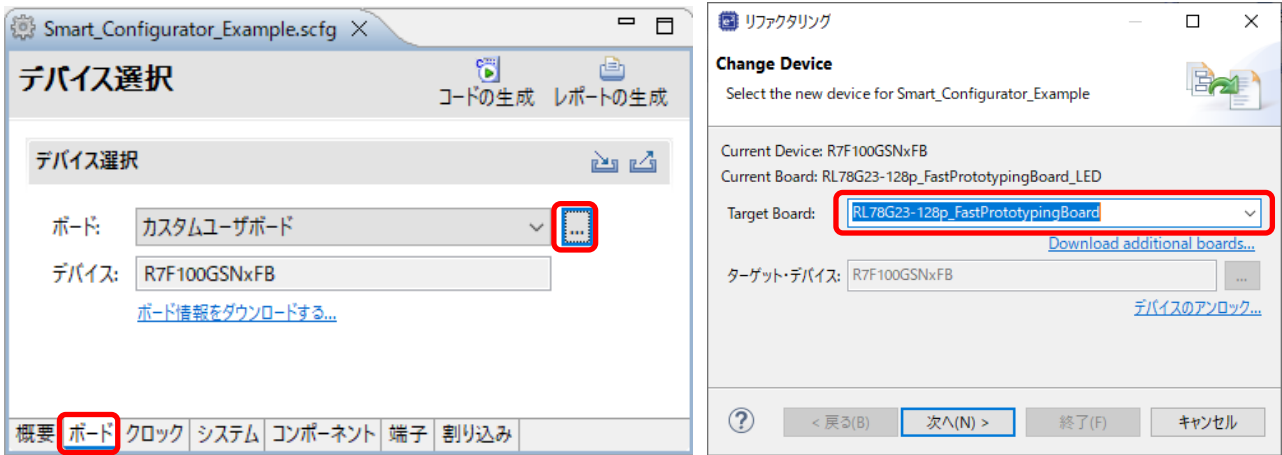 Smart_Configurator_Example.scfg
デバイス選択
コードの生成 レポートの生成
デバイス選択
ボード: カスタムユーザボード ...
デバイス: R7F100GSNxFB
ボード情報をダウンロードする...
概要 ボード クロック システム コンポーネント 端子 割り込み
リファクタリング
Change Device
Select the new device for Smart_Configurator_Example
Current Device: R7F100GSNxFB
Current Board: RL78G23-128p_FastPrototypingBoard_LED
Target Board: RL78G23-128p_FastPrototypingBoard
Download additional boards...
ターゲット・デバイス: R7F100GSNxFB ...
デバイスのアンロック...
? < 戻る(B) 次へ(N) > 終了(F) キャンセル